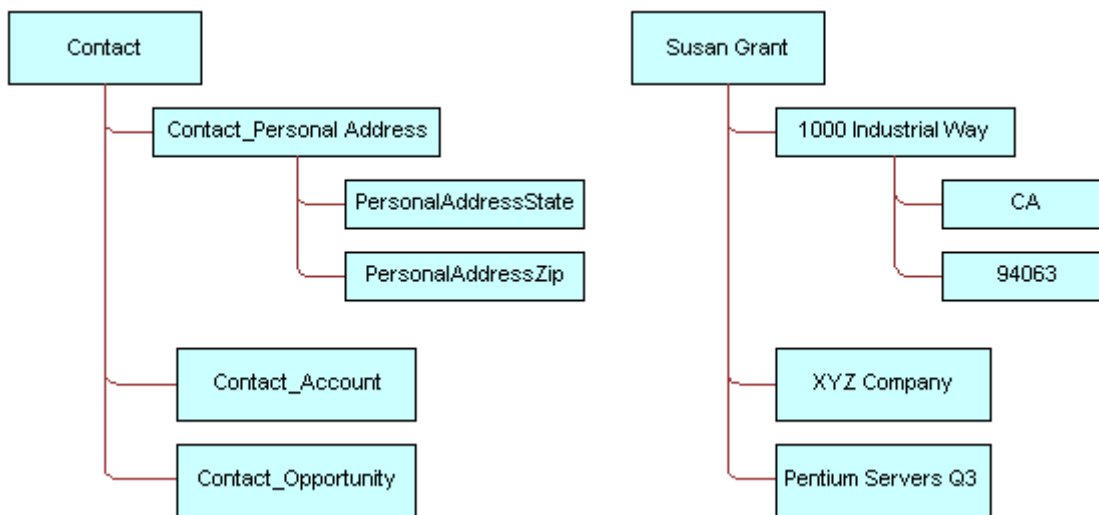 Contact
Contact_Personal Address
PersonalAddressState
PersonalAddressZip
Contact_Account
Contact_Opportunity
Susan Grant
1000 Industrial Way
CA
94063
XYZ Company
Pentium Servers Q3